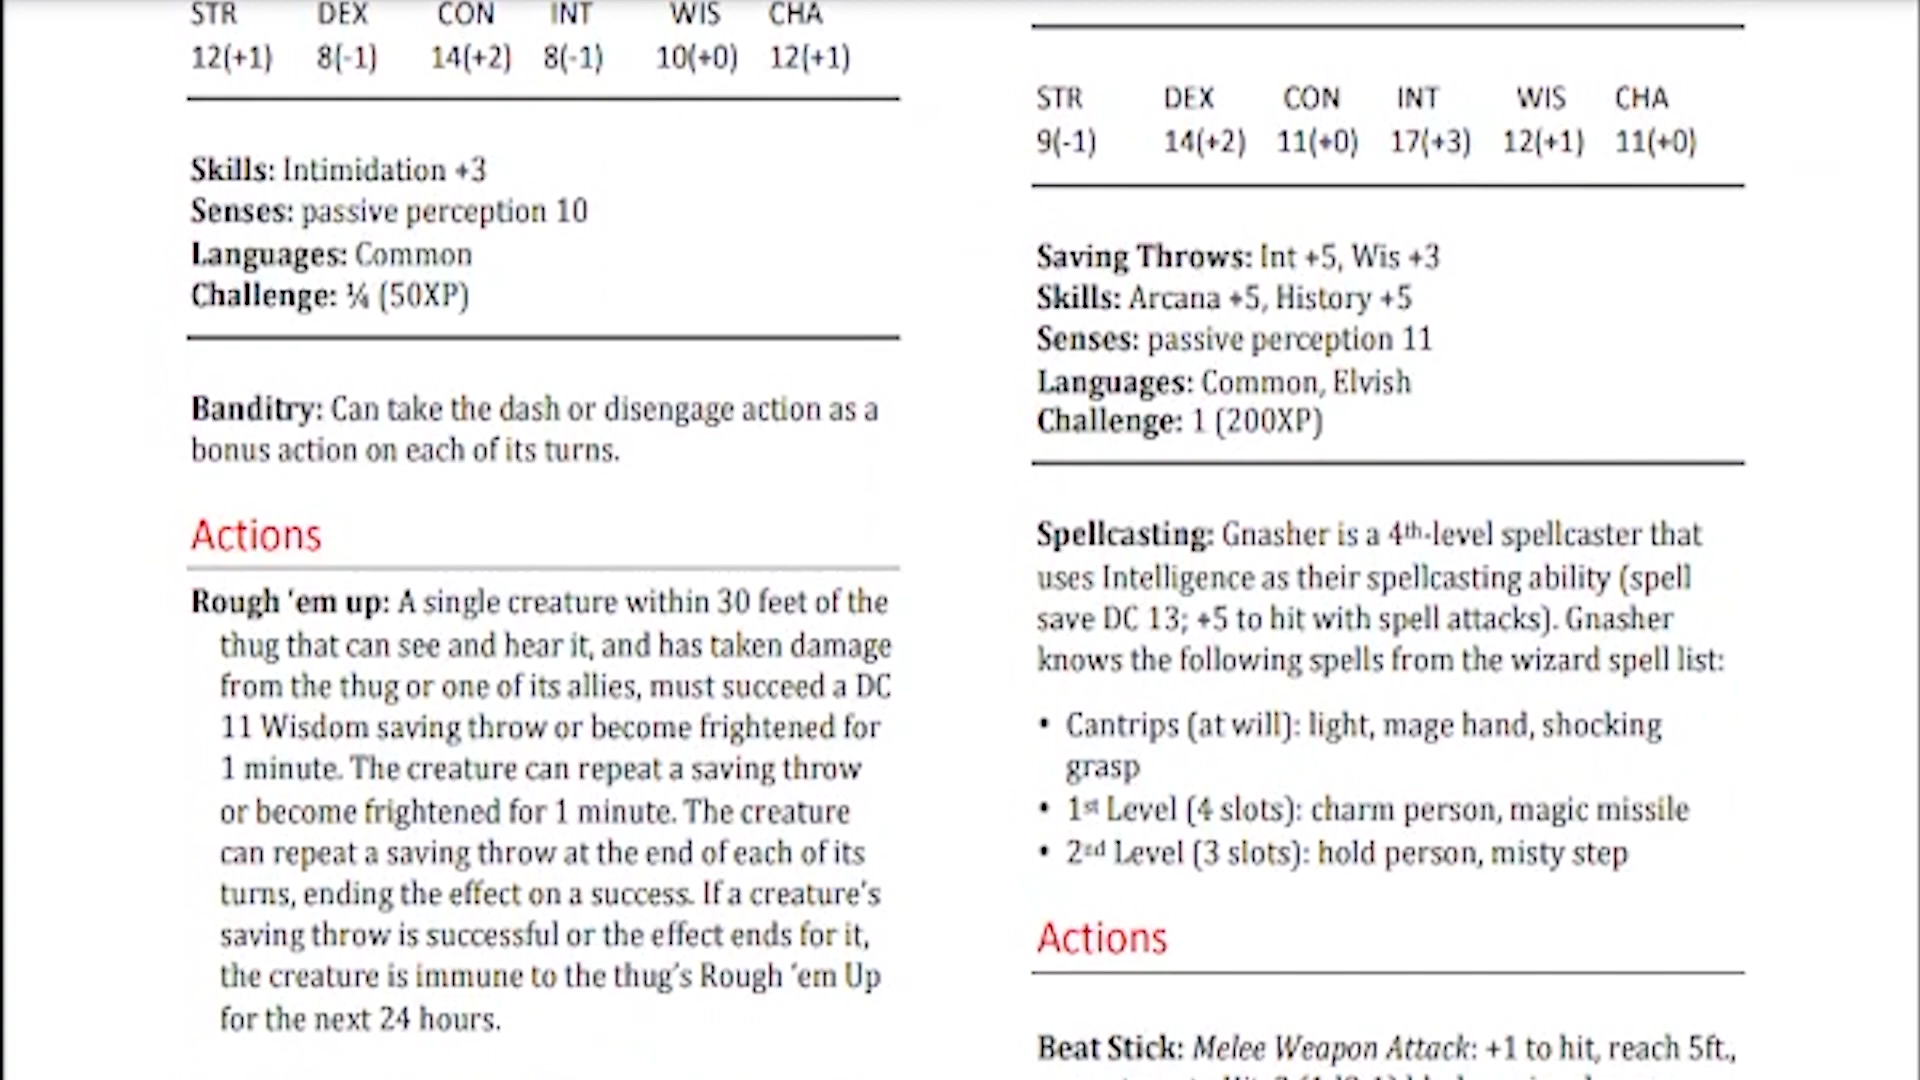 STR DEX CON INT WIS CHA
12(+1) 8(-1) 14(+2) 8(-1) 10(+0) 12(+1)
Skills: Intimidation +3
Senses: passive perception 10
Languages: Common
Challenge: ¼ (50XP)
Banditry: Can take the dash or disengage action as a
bonus action on each of its turns.
Actions
Rough 'em up: A single creature within 30 feet of the
thug that can see and hear it, and has taken damage
from the thug or one of its allies, must succeed a DC
11 Wisdom saving throw or become frightened for
1 minute. The creature can repeat a saving throw
or become frightened for 1 minute. The creature
can repeat a saving throw at the end of each of its
turns, ending the effect on a success. If a creature's
saving throw is successful or the effect ends for it,
the creature is immune to the thug's Rough 'em Up
for the next 24 hours.
STR DEX CON INT WIS CHA
9(-1) 14(+2) 11(+0) 17(+3) 12(+1) 11(+0)
Saving Throws: Int +5, Wis +3
Skills: Arcana +5, History +5
Senses: passive perception 11
Languages: Common, Elvish
Challenge: 1 (200XP)
Spellcasting: Gnasher is a 4th-level spellcaster that
uses Intelligence as their spellcasting ability (spell
save DC 13; +5 to hit with spell attacks). Gnasher
knows the following spells from the wizard spell list:
• Cantrips (at will): light, mage hand, shocking
grasp
• 1st Level (4 slots): charm person, magic missile
• 2nd Level (3 slots): hold person, misty step
Actions
Beat Stick: Melee Weapon Attack: +1 to hit, reach 5ft.,